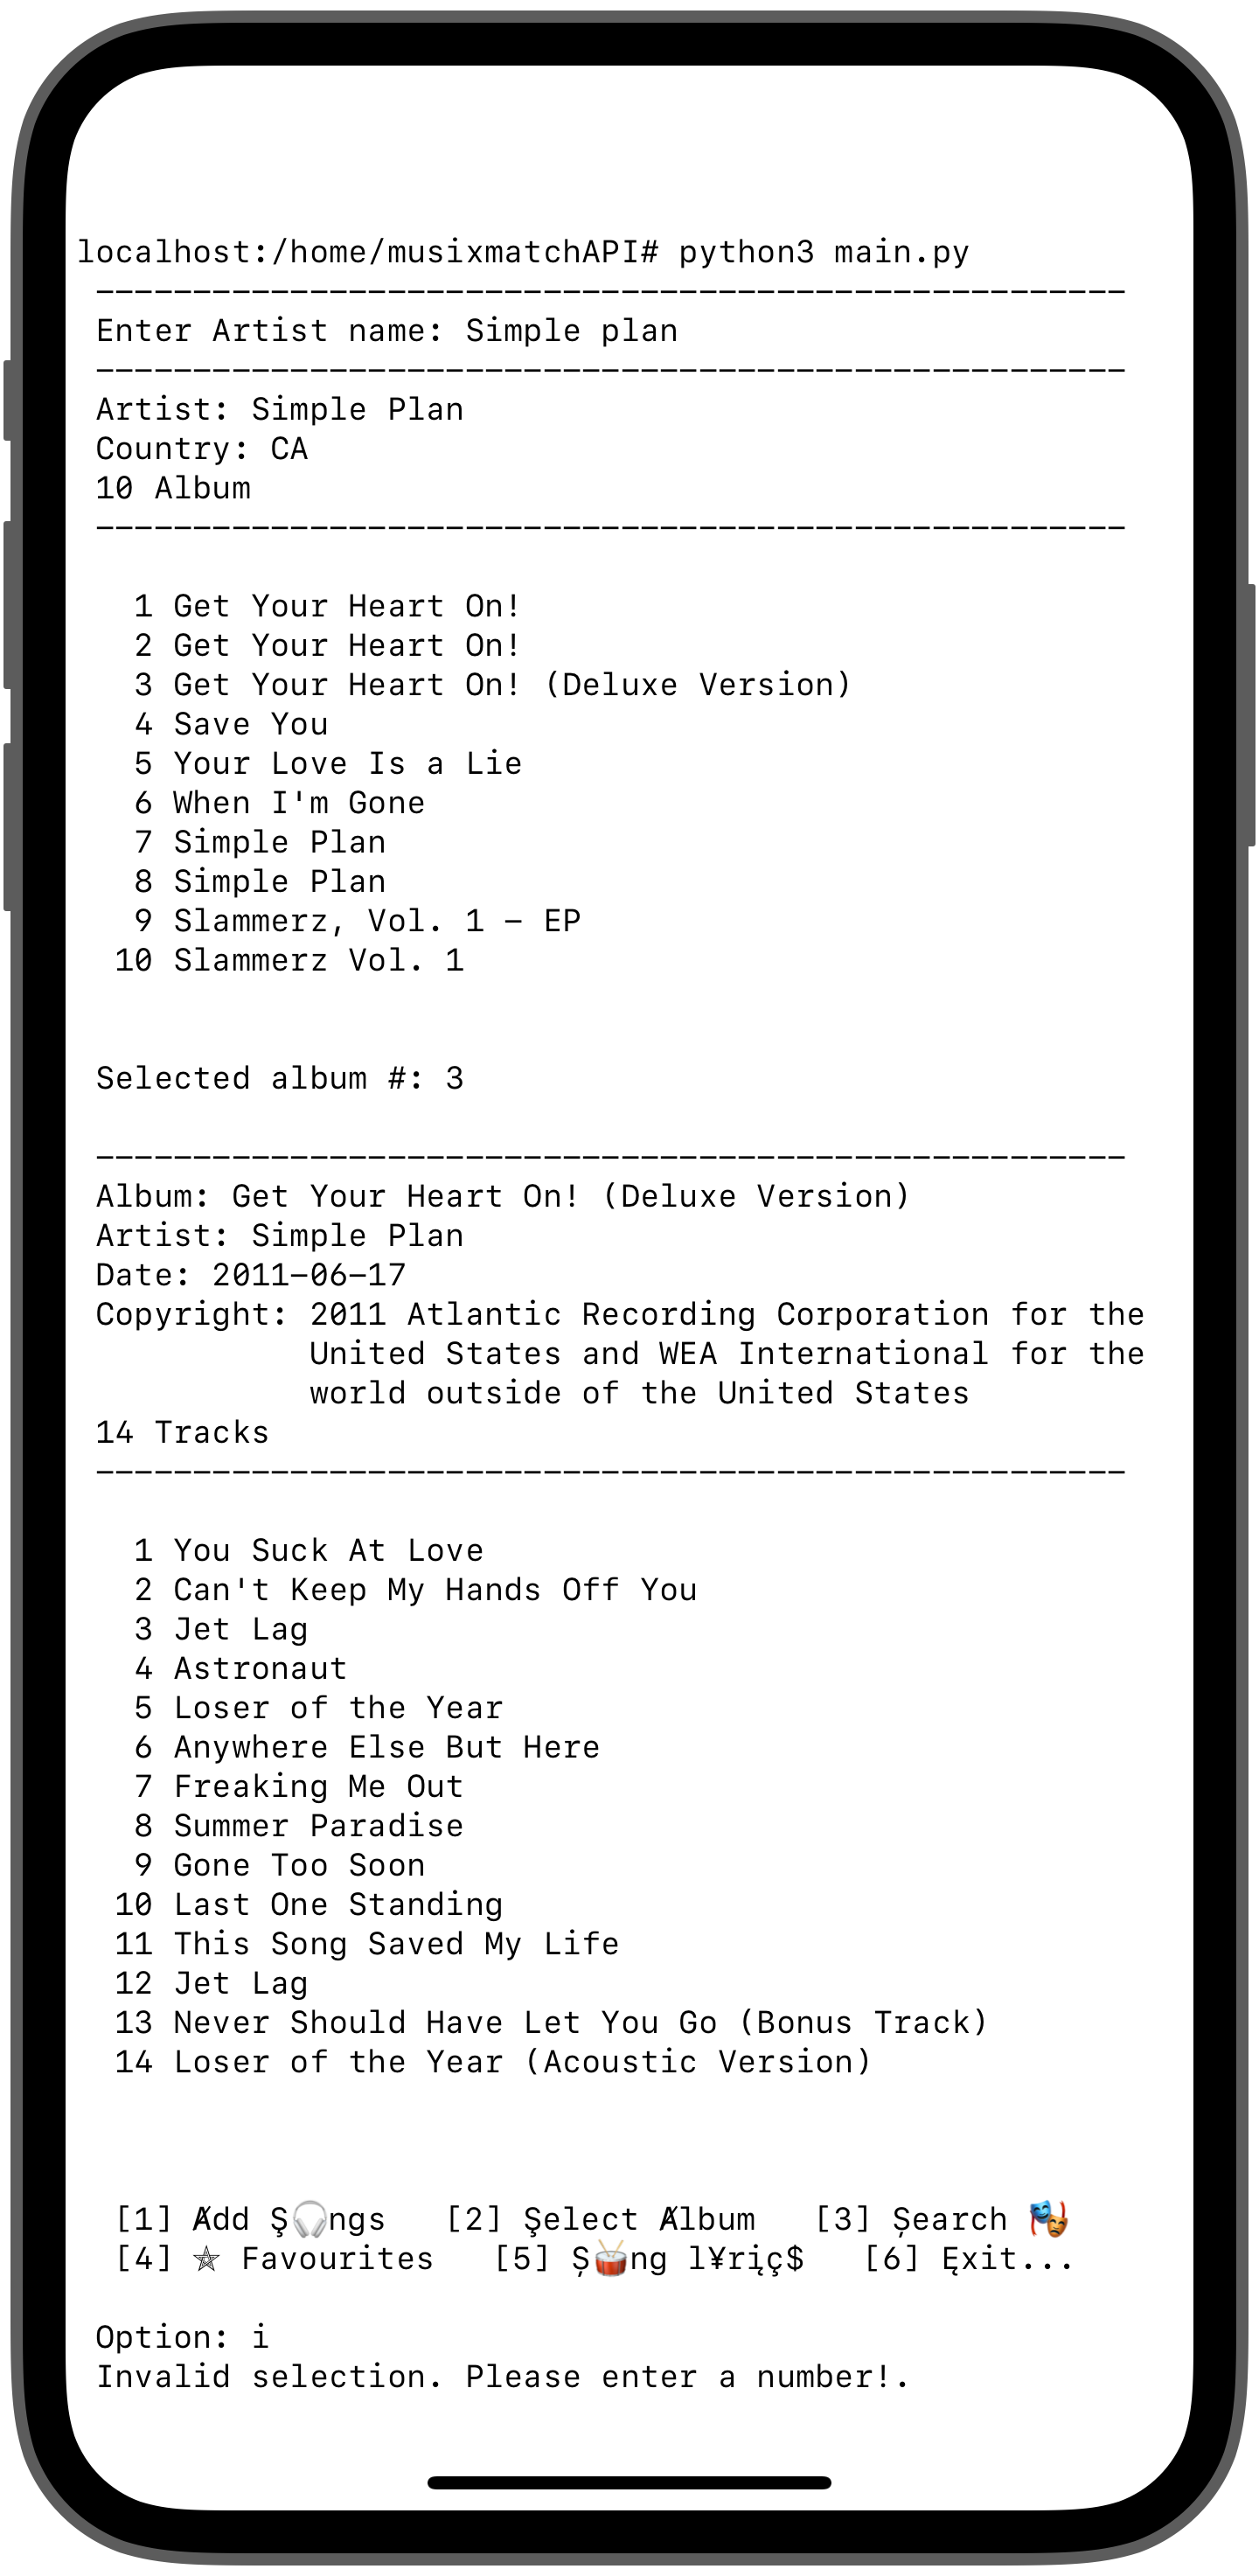 localhost:/home/musixmatchAPI# python3 main.py
-----------------------------------------------------
Enter Artist name: Simple plan
-----------------------------------------------------
Artist: Simple Plan
Country: CA
10 Album
-----------------------------------------------------
1 Get Your Heart On!
2 Get Your Heart On!
3 Get Your Heart On! (Deluxe Version)
4 Save You
5 Your Love Is a Lie
6 When I'm Gone
7 Simple Plan
8 Simple Plan
9 Slammerz, Vol. 1 - EP
10 Slammerz Vol. 1
Selected album #: 3
-----------------------------------------------------
Album: Get Your Heart On! (Deluxe Version)
Artist: Simple Plan
Date: 2011-06-17
Copyright: 2011 Atlantic Recording Corporation for the
United States and WEA International for the
world outside of the United States
14 Tracks
-----------------------------------------------------
1 You Suck At Love
2 Can't Keep My Hands Off You
3 Jet Lag
4 Astronaut
5 Loser of the Year
6 Anywhere Else But Here
7 Freaking Me Out
8 Summer Paradise
9 Gone Too Soon
10 Last One Standing
11 This Song Saved My Life
12 Jet Lag
13 Never Should Have Let You Go (Bonus Track)
14 Loser of the Year (Acoustic Version)
[1] Ⱥdd Ş🎧ngs [2] Şelect Ⱥlbum [3] Șearch 🎭
[4] ⛤ Favourites [5] Ș🥁ng l¥rįç$ [6] Ęxit...
Option: i
Invalid selection. Please enter a number!.